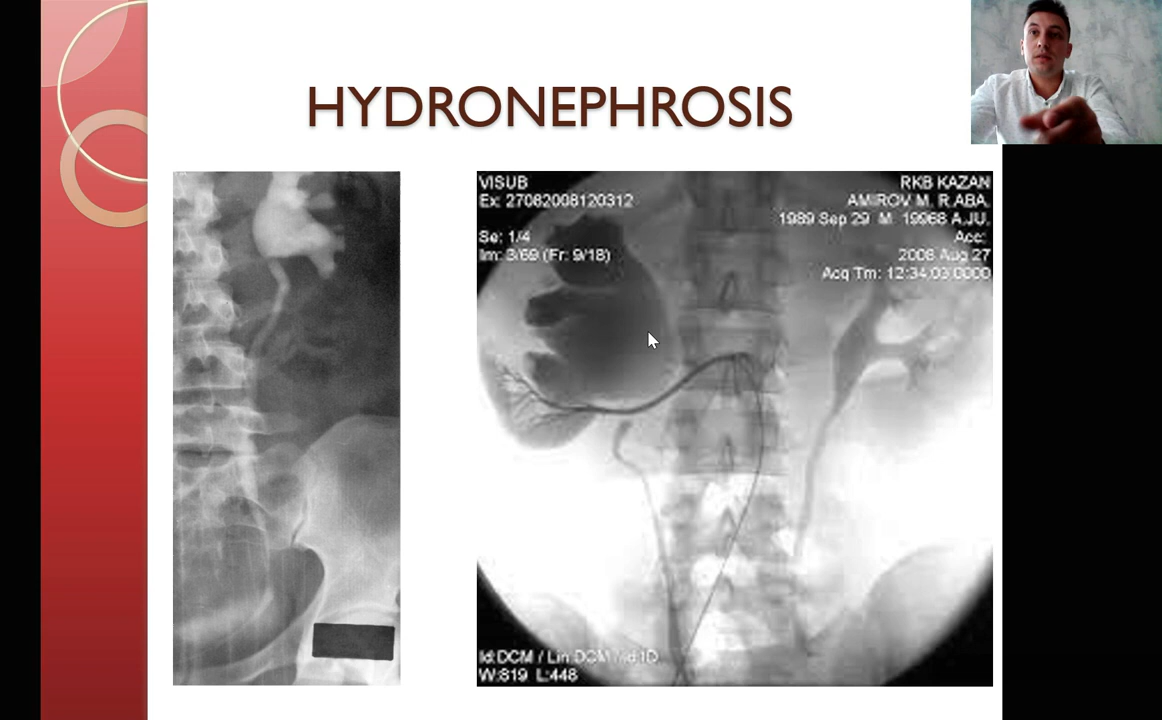 HYDRONEPHROSIS
VISUB
Ex: 27082008120312
Se: 1/4
Im: 3/69 (Fr: 9/18)
RKB KAZAN
AMIROV M. R ABA.
1989 Sep 29 M 19968 A.JU.
Acc:
2008 Aug 27
Acq Tm: 12:34:03.0000
Id:DCM / Lin:DCM / Id:ID
W:819 L:448